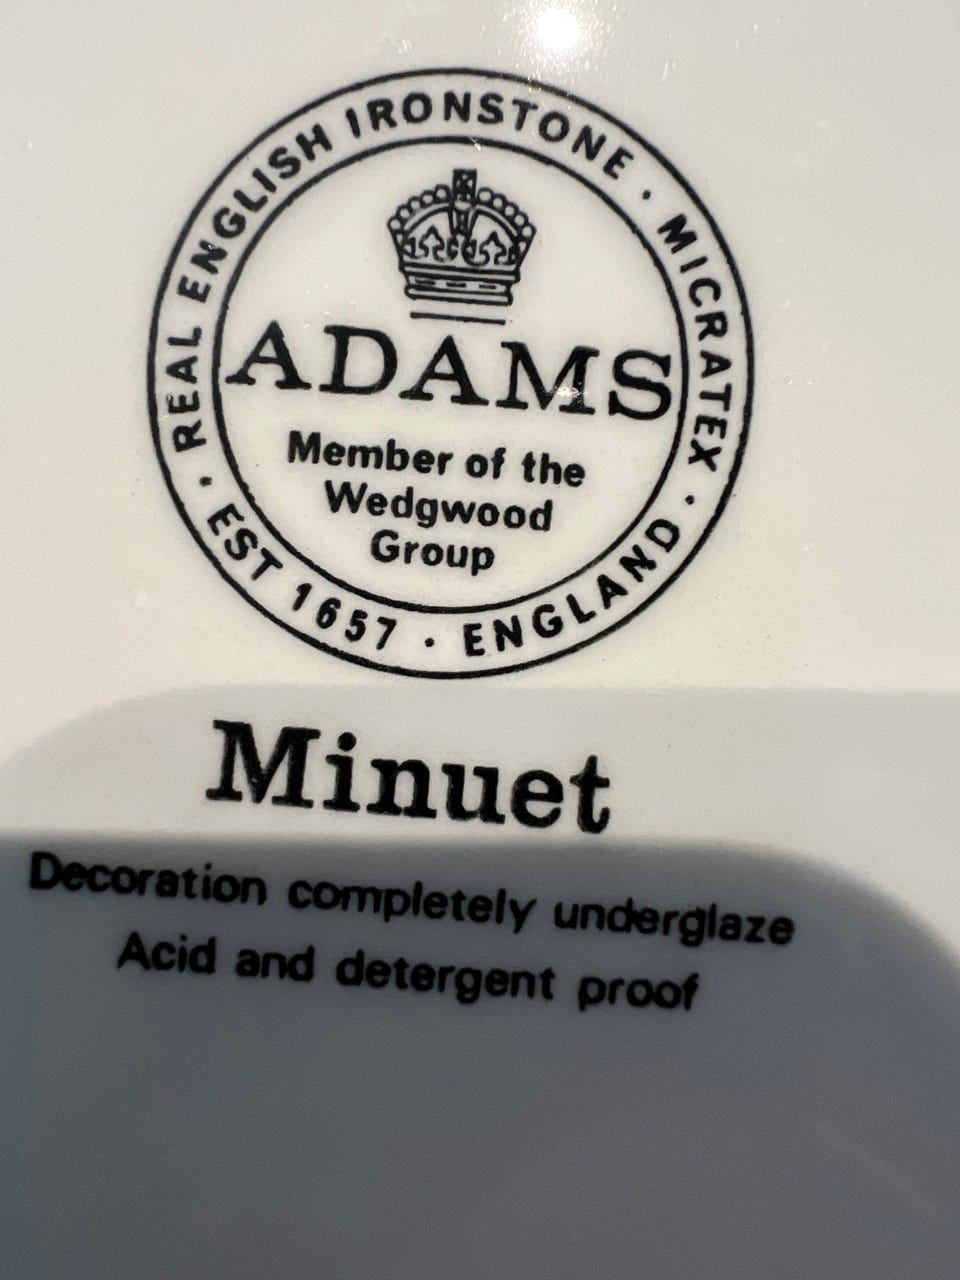 REAL ENGLISH IRONSTONE · MICRATEX · ENGLAND · EST 1657 ·
ADAMS
Member of the
Wedgwood
Group
Minuet
Decoration completely underglaze
Acid and detergent proof